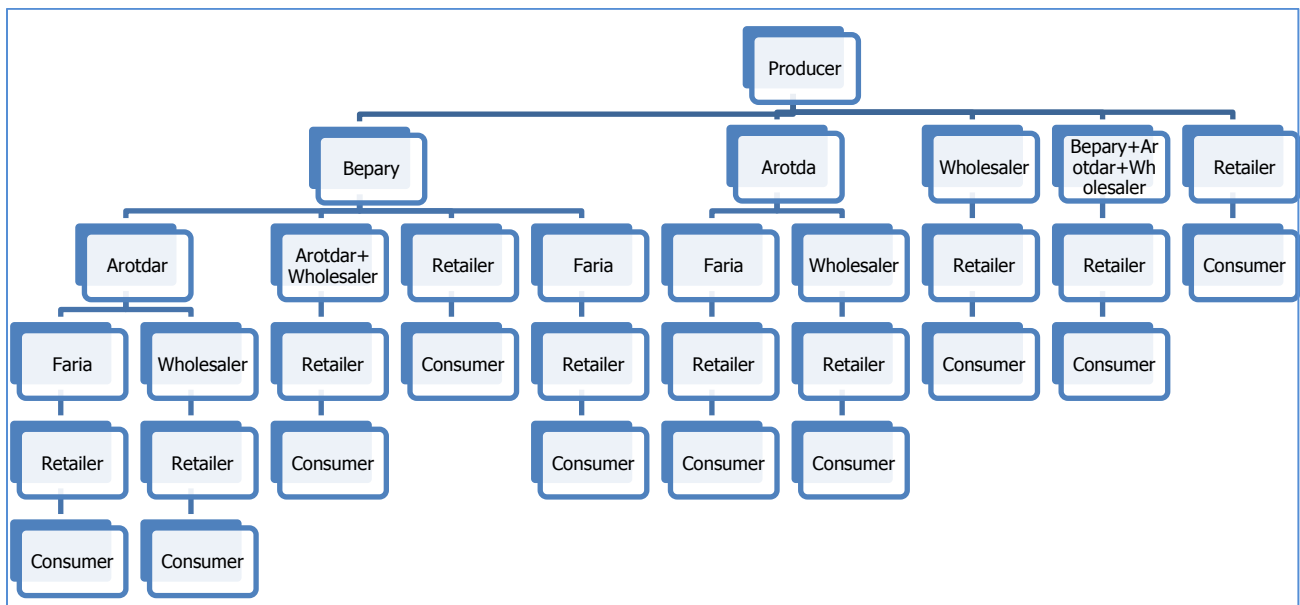 Producer
Bepary
Arotda
Wholesaler
Bepary+Ar
otdar+Wh
olesaler
Retailer
Arotdar
Arotdar+
Wholesaler
Retailer
Faria
Faria
Wholesaler
Retailer
Retailer
Consumer
Faria
Wholesaler
Retailer
Consumer
Retailer
Retailer
Retailer
Consumer
Consumer
Retailer
Retailer
Consumer
Consumer
Consumer
Consumer
Consumer
Consumer